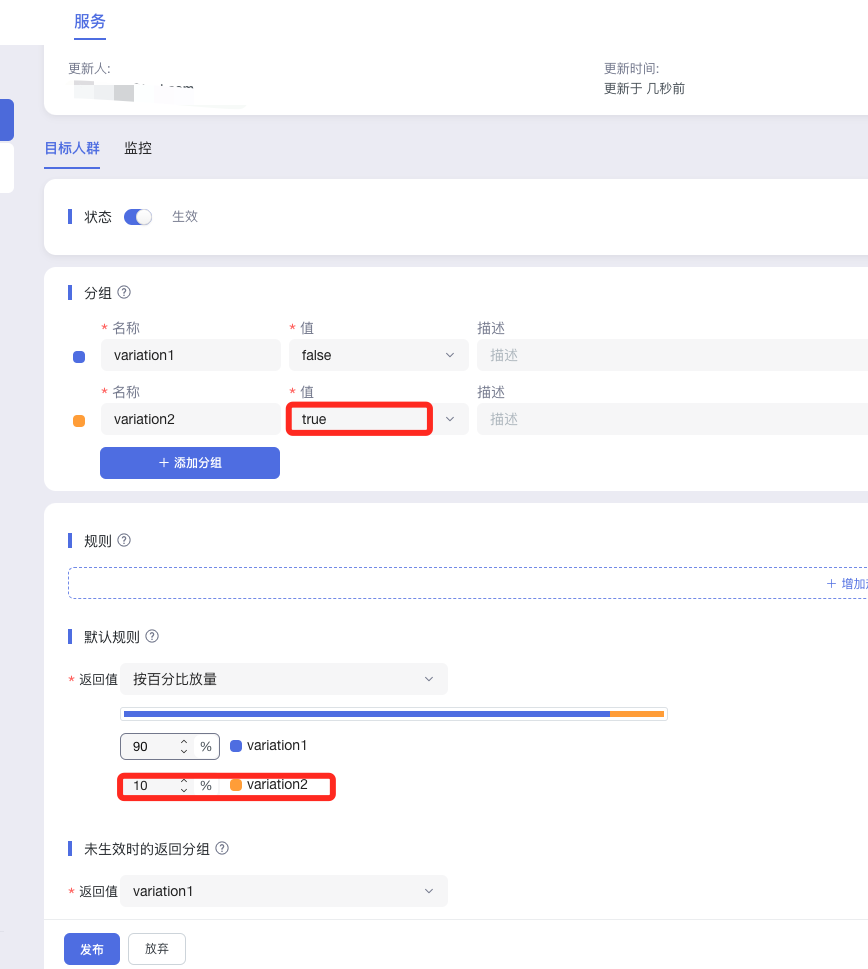 服务
更新人: 更新时间:
更新于 几秒前
目标人群 监控
状态 生效
分组 ?
* 名称 * 值 描述
variation1 false 描述
* 名称 * 值 描述
variation2 true 描述
+ 添加分组
规则 ?
+ 增加
默认规则 ?
* 返回值 按百分比放量
90 % variation1
10 % variation2
未生效时的返回分组 ?
* 返回值 variation1
发布 放弃